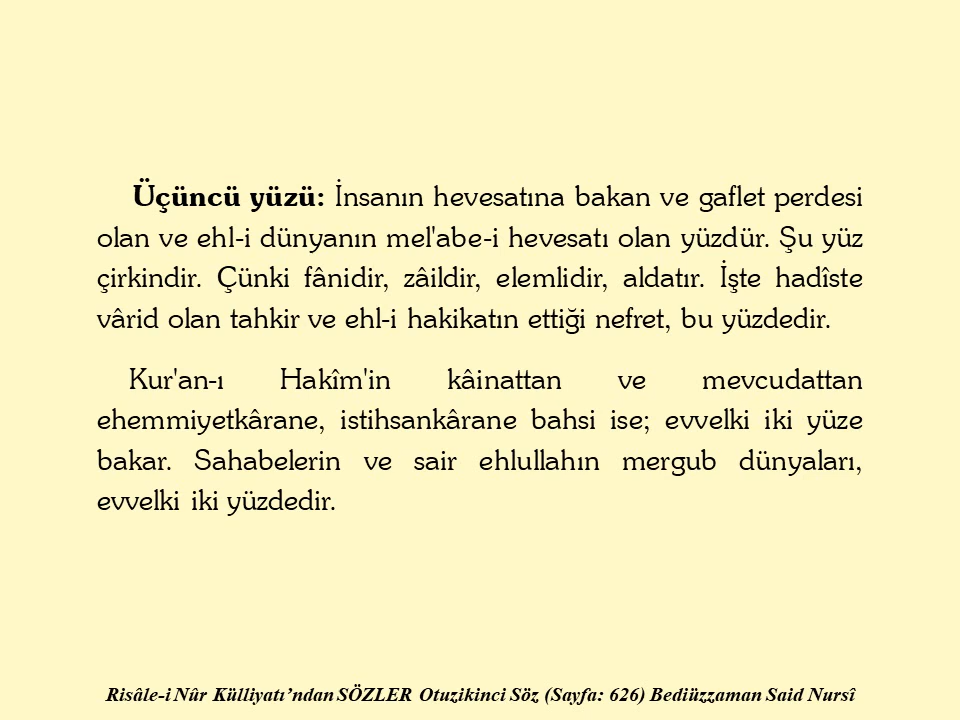 Üçüncü yüzü: İnsanın hevesatına bakan ve gaflet perdesi
olan ve ehl-i dünyanın mel'abe-i hevesatı olan yüzdür. Şu yüz
çirkindir. Çünki fânidir, zâildir, elemlidir, aldatır. İşte hadîste
vârid olan tahkir ve ehl-i hakikatın ettiği nefret, bu yüzdedir.
Kur'an-ı Hakîm'in kâinattan ve mevcudattan
ehemmiyetkârane, istihsankârane bahsi ise; evvelki iki yüze
bakar. Sahabelerin ve sair ehlullahın mergub dünyaları,
evvelki iki yüzdedir.
Risâle-i Nûr Külliyatı’ndan SÖZLER Otuzikinci Söz (Sayfa: 626) Bediüzzaman Said Nursî